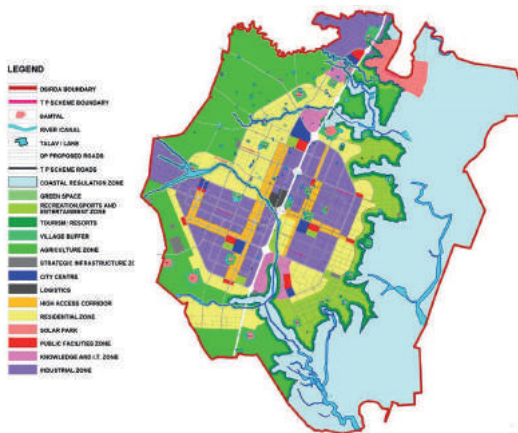 LEGEND
DSIRDA BOUNDARY
T P SCHEME BOUNDARY
GAMTAL
RIVER /CANAL
TALAV / LAKE
DP PROPOSED ROADS
T P SCHEME ROADS
COASTAL REGULATION ZONE
GREEN SPACE
RECREATION,SPORTS AND
ENTERTAINMENT ZONE
TOURISM/ RESORTS
VILLAGE BUFFER
AGRICULTURE ZONE
STRATEGIC INFRASTRUCTURE ZO
CITY CENTRE
LOGISTICS
HIGH ACCESS CORRIDOR
RESIDENTIAL ZONE
SOLAR PARK
PUBLIC FACILITIES ZONE
KNOWLEDGE AND I.T. ZONE
INDUSTRIAL ZONE